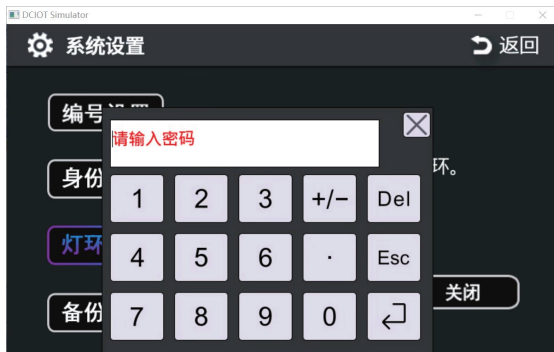 DCIOT Simulator
系统设置
返回
编号设置
请输入密码
环。
身份
1 2 3 +/− Del
灯环
4 5 6 · Esc
关闭
备份
7 8 9 0